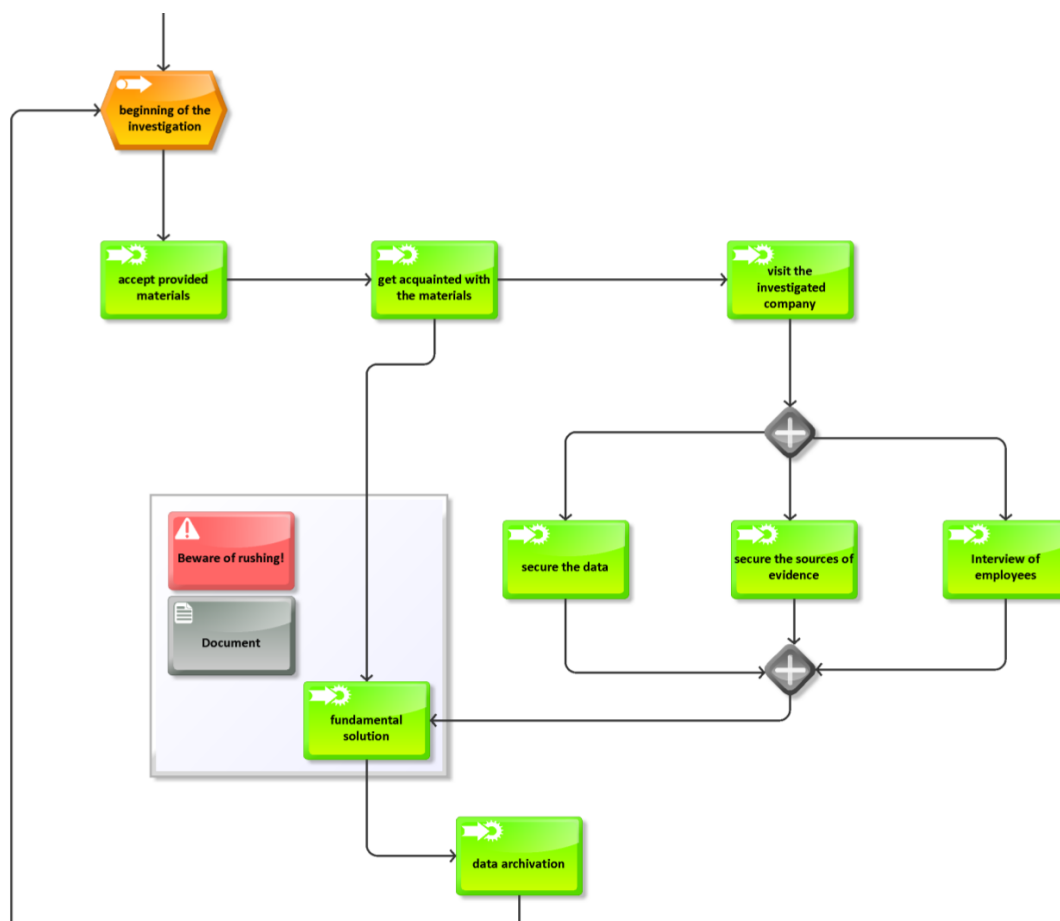 beginning of the
investigation
accept provided
materials
get acquainted with
the materials
visit the
investigated
company
Beware of rushing!
Document
secure the data
secure the sources of
evidence
Interview of
employees
fundamental
solution
data archivation